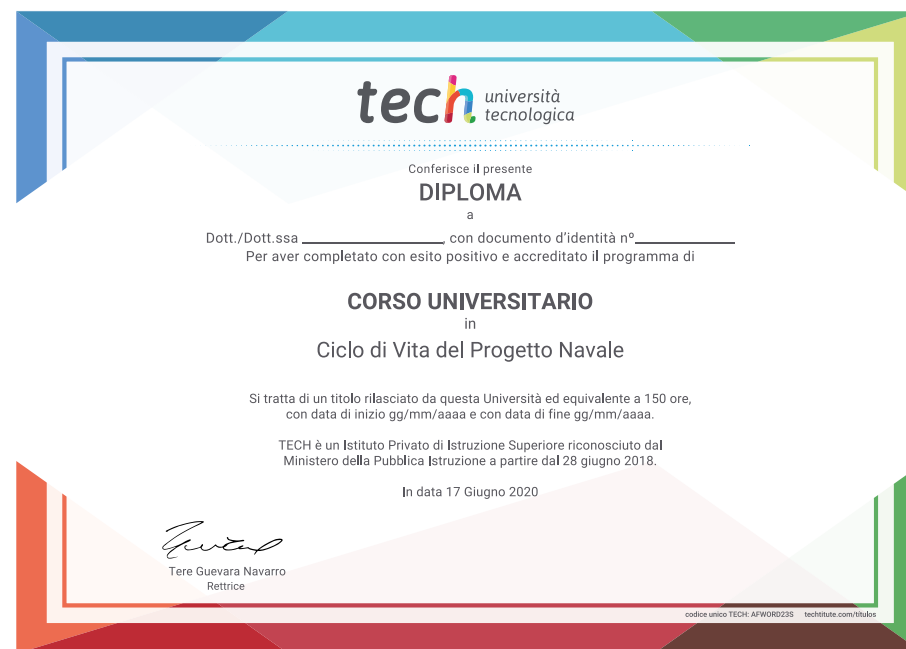 tech università
tecnologica
Conferisce il presente
DIPLOMA
a
Dott./Dott.ssa ________________, con documento d'identità nº____________
Per aver completato con esito positivo e accreditato il programma di
CORSO UNIVERSITARIO
in
Ciclo di Vita del Progetto Navale
Si tratta di un titolo rilasciato da questa Università ed equivalente a 150 ore,
con data di inizio gg/mm/aaaa e con data di fine gg/mm/aaaa.
TECH è un Istituto Privato di Istruzione Superiore riconosciuto dal
Ministero della Pubblica Istruzione a partire dal 28 giugno 2018.
In data 17 Giugno 2020
Tere Guevara Navarro
Rettrice
codice unico TECH: AFWORD23S techtitute.com/titulos